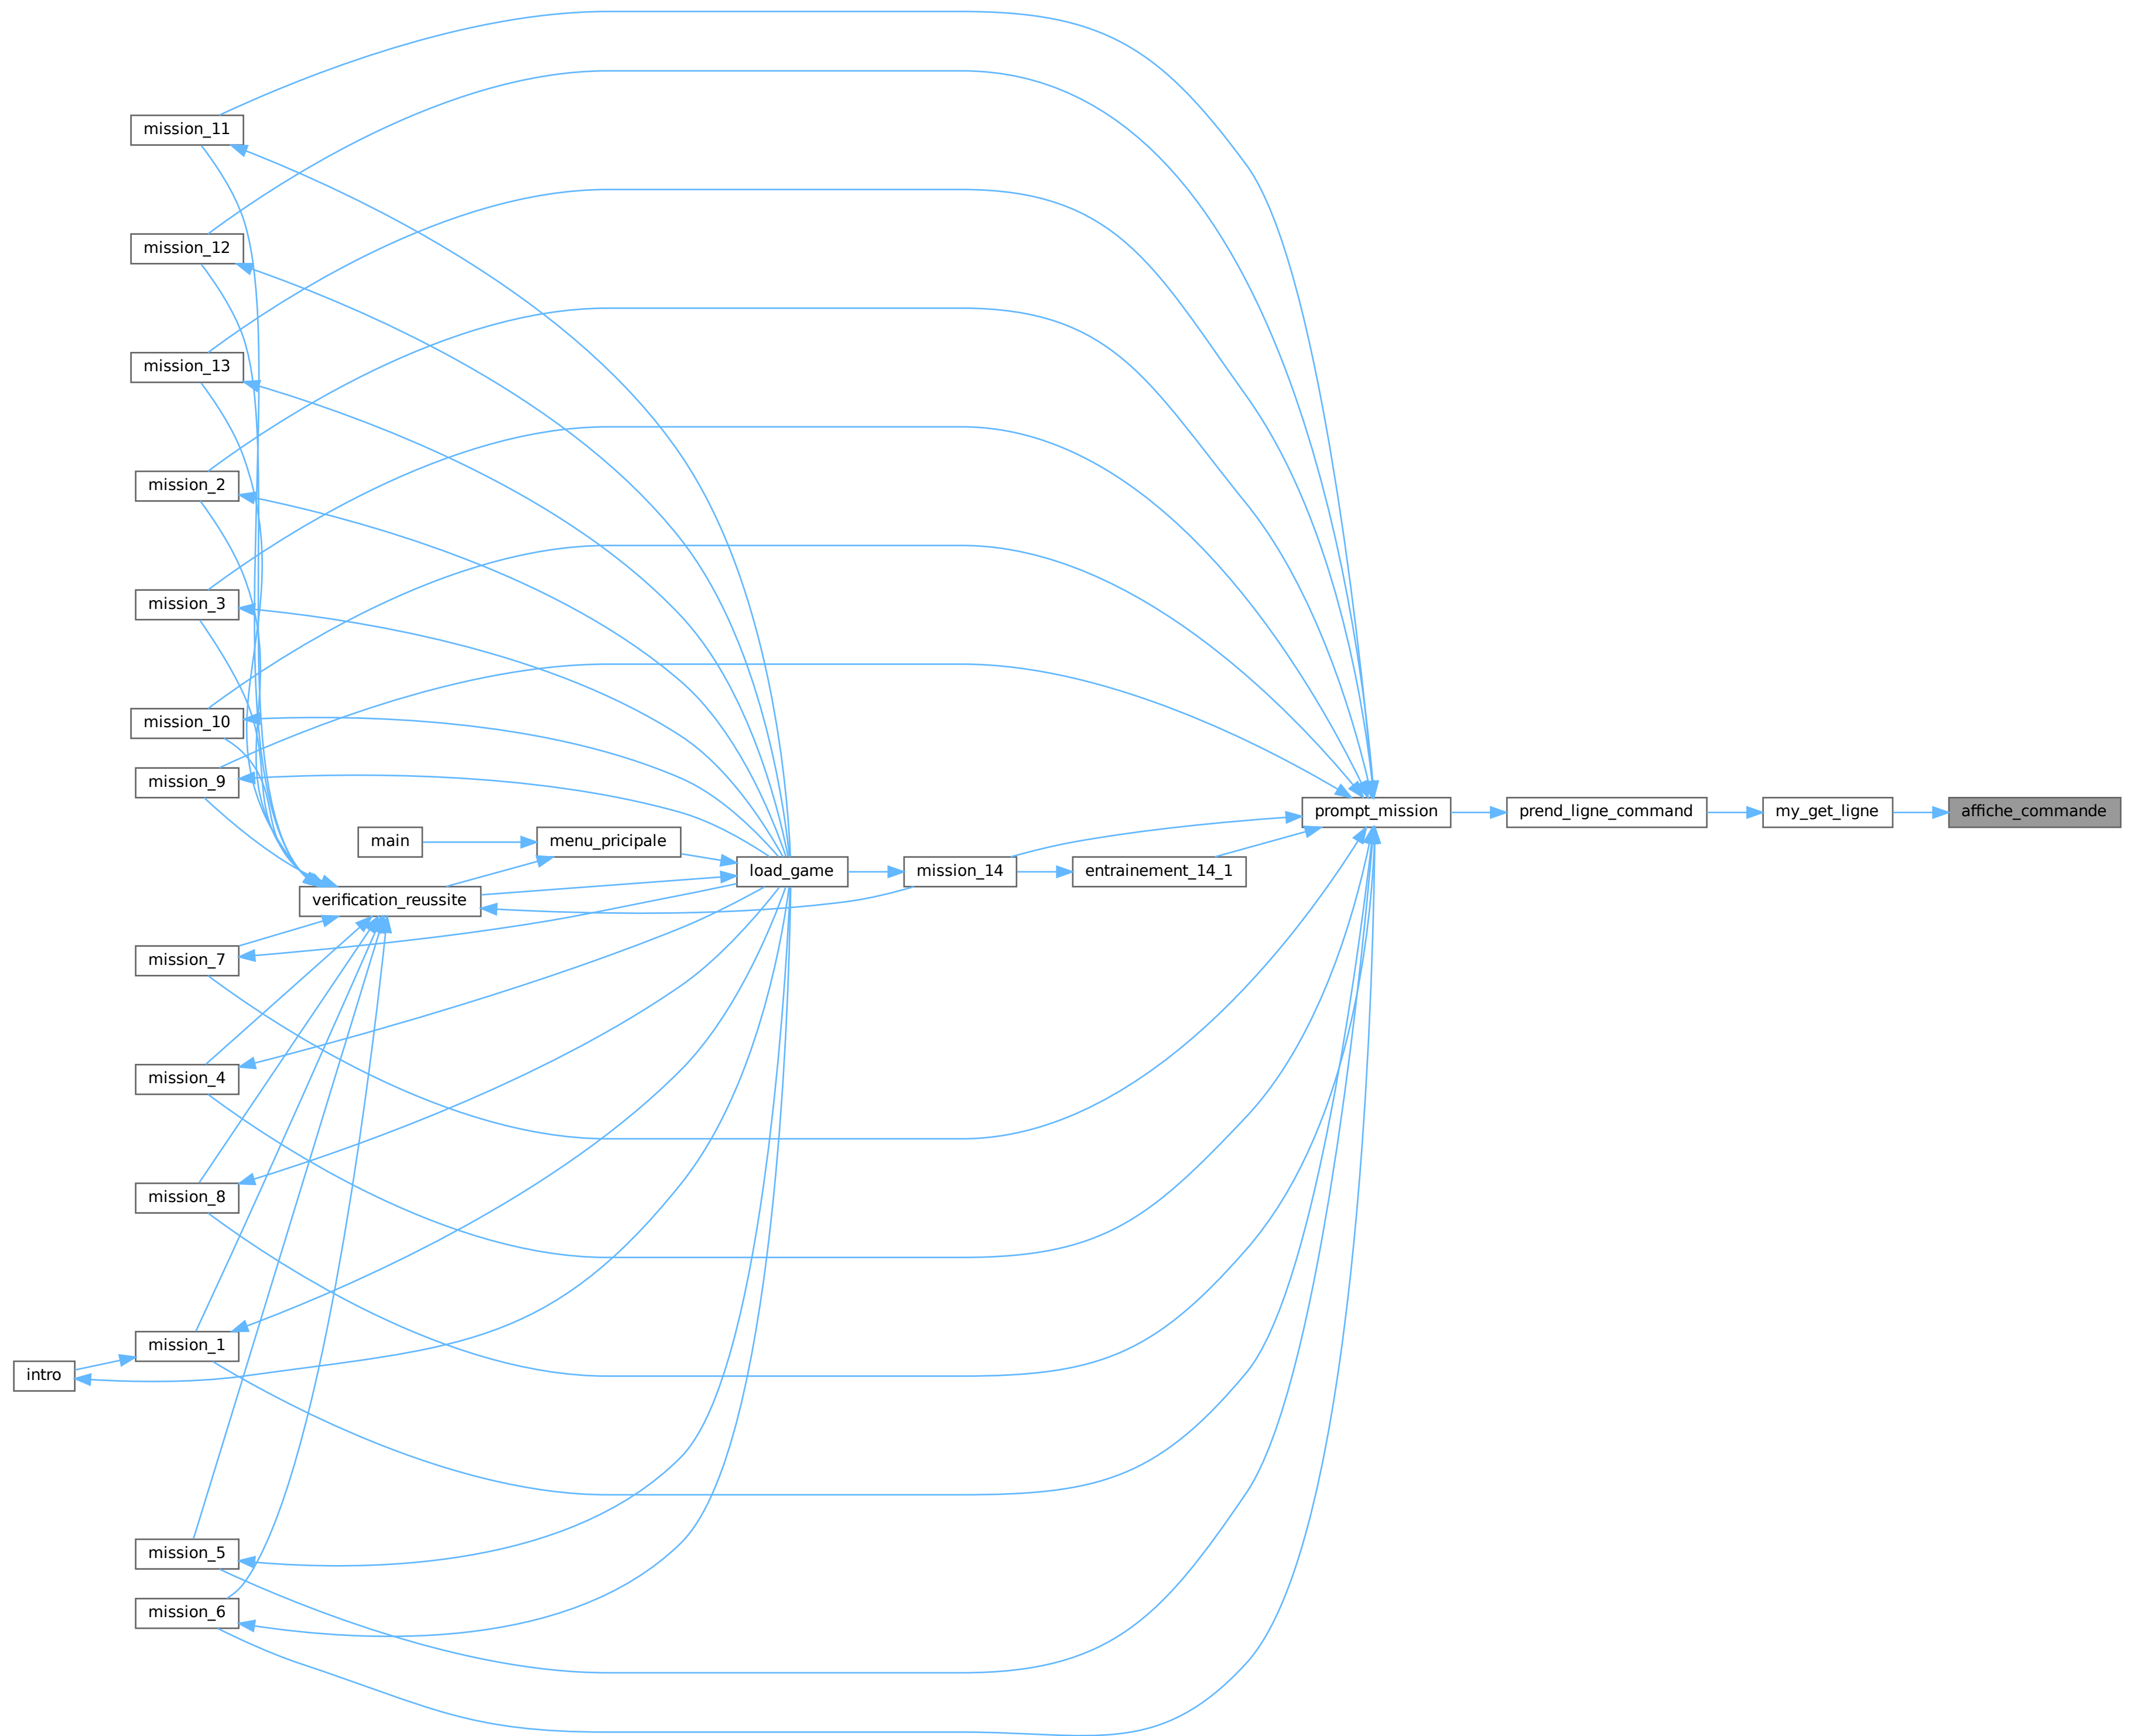 mission_11
mission_12
mission_13
mission_2
mission_3
mission_10
mission_9
prompt_mission
prend_ligne_command
my_get_ligne
affiche_commande
main
menu_pricipale
load_game
mission_14
entrainement_14_1
verification_reussite
mission_7
mission_4
mission_8
mission_1
intro
mission_5
mission_6